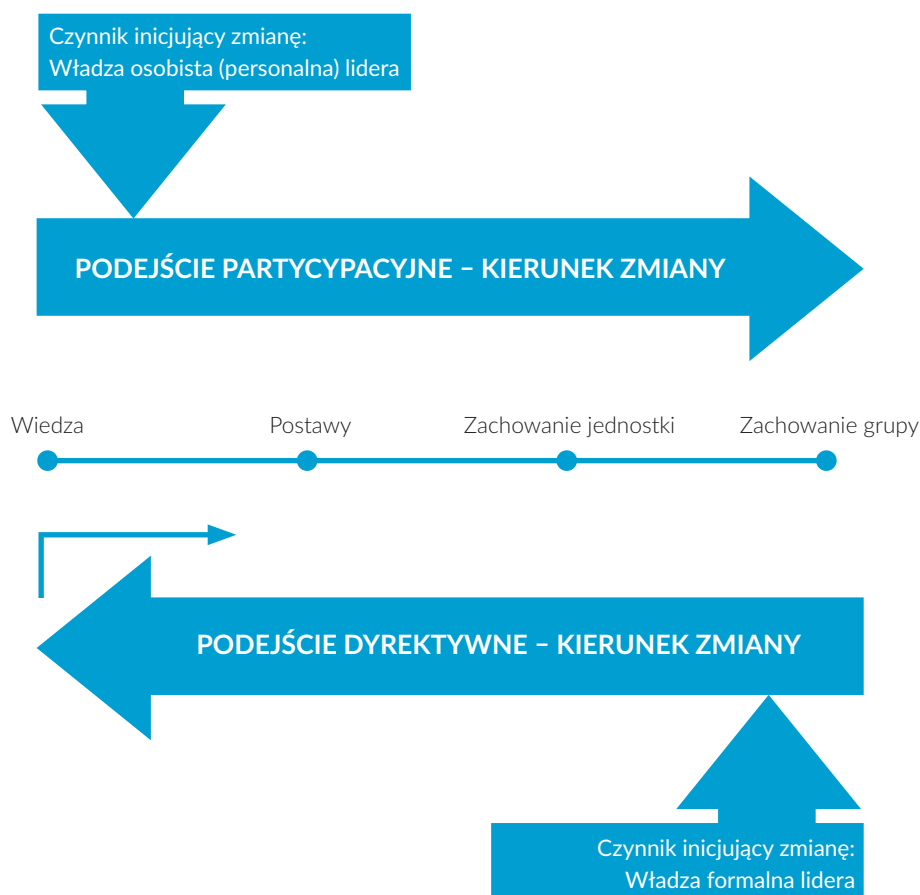 Czynnik inicjujący zmianę:
Władza osobista (personalna) lidera
PODEJŚCIE PARTYCYPACYJNE – KIERUNEK ZMIANY
Wiedza
Postawy
Zachowanie jednostki
Zachowanie grupy
PODEJŚCIE DYREKTYWNE – KIERUNEK ZMIANY
Czynnik inicjujący zmianę:
Władza formalna lidera